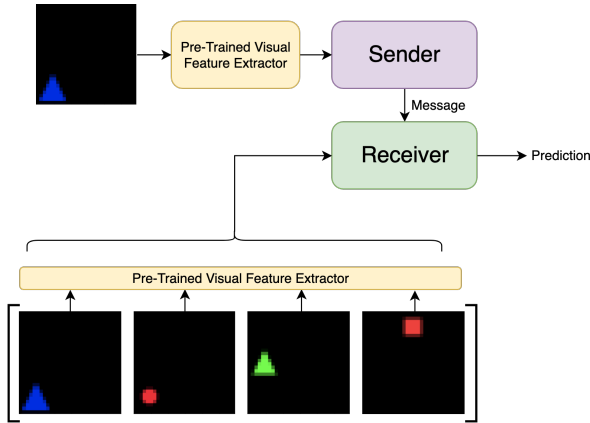 Pre-Trained Visual
Feature Extractor
Sender
Message
Receiver
Prediction
Pre-Trained Visual Feature Extractor